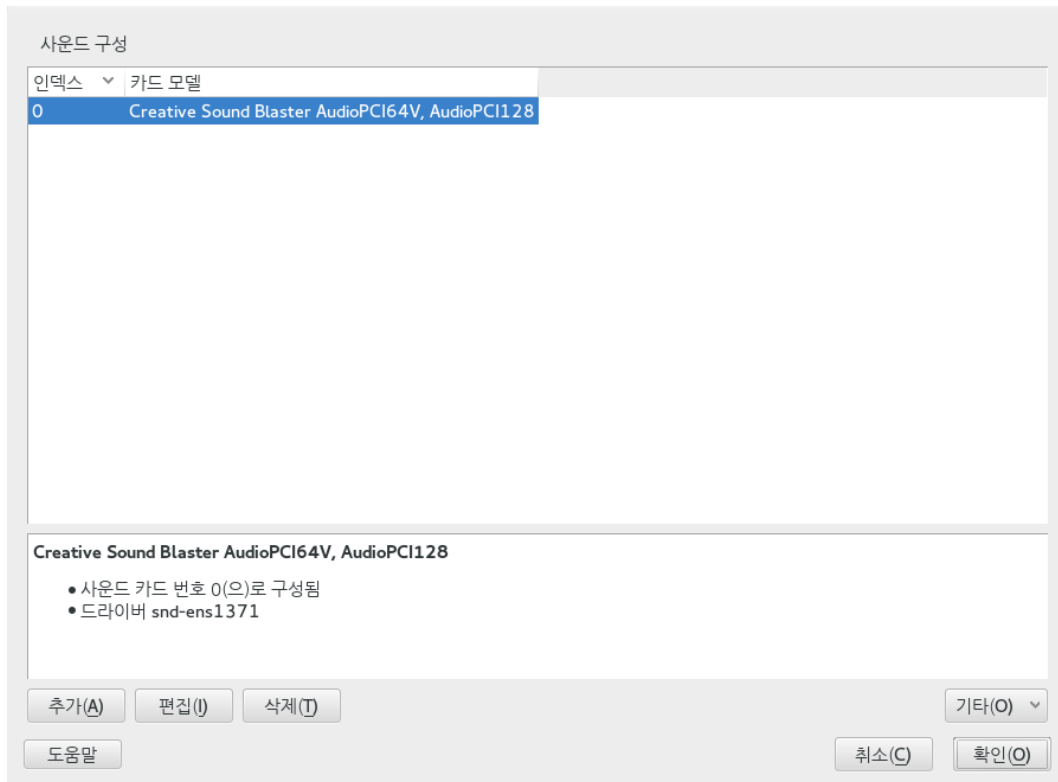 사운드 구성
인덱스 카드 모델
0 Creative Sound Blaster AudioPCI64V, AudioPCI128
Creative Sound Blaster AudioPCI64V, AudioPCI128
• 사운드 카드 번호 0(으)로 구성됨
• 드라이버 snd-ens1371
추가(A) 편집(I) 삭제(T) 기타(O)
도움말 취소(C) 확인(O)